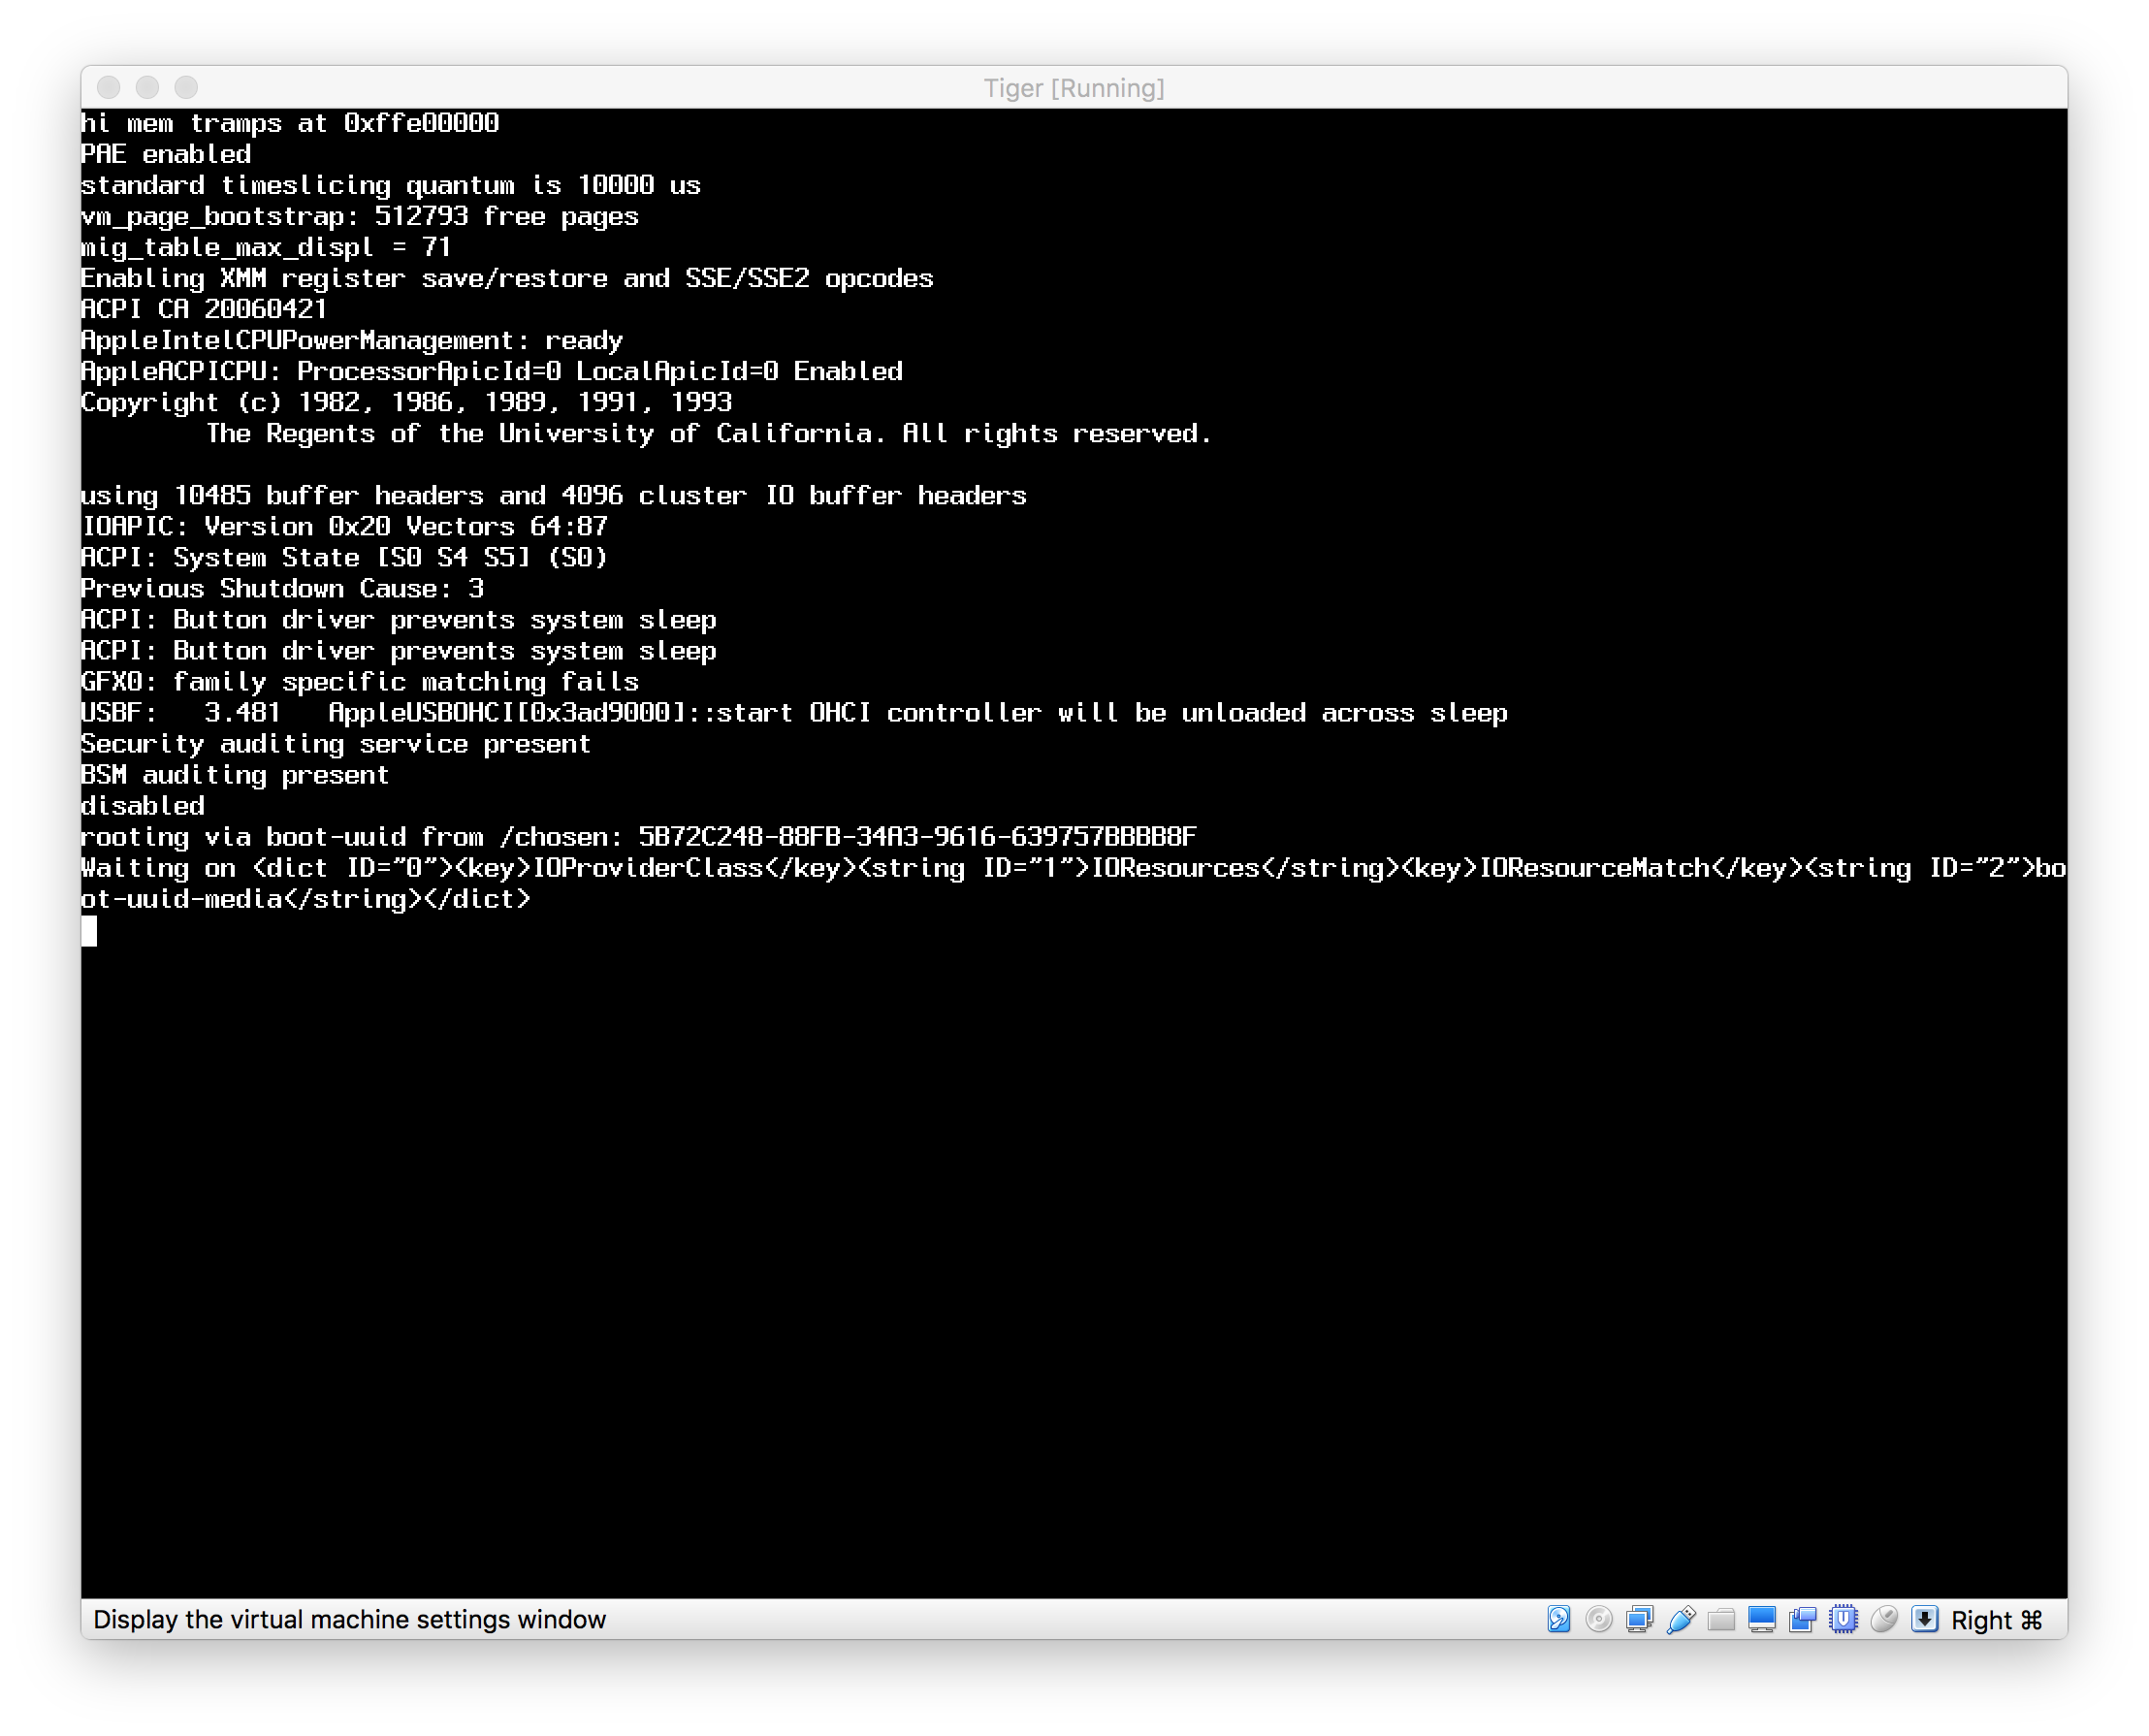 Tiger [Running]
hi mem tramps at 0xffe00000
PAE enabled
standard timeslicing quantum is 10000 us
vm_page_bootstrap: 512793 free pages
mig_table_max_displ = 71
Enabling XMM register save/restore and SSE/SSE2 opcodes
ACPI CA 20060421
AppleIntelCPUPowerManagement: ready
AppleACPICPU: ProcessorApicId=0 LocalApicId=0 Enabled
Copyright (c) 1982, 1986, 1989, 1991, 1993
The Regents of the University of California. All rights reserved.
using 10485 buffer headers and 4096 cluster IO buffer headers
IOAPIC: Version 0x20 Vectors 64:87
ACPI: System State [S0 S4 S5] (S0)
Previous Shutdown Cause: 3
ACPI: Button driver prevents system sleep
ACPI: Button driver prevents system sleep
GFX0: family specific matching fails
USBF:   3.481   AppleUSBOHCI[0x3ad9000]::start OHCI controller will be unloaded across sleep
Security auditing service present
BSM auditing present
disabled
rooting via boot-uuid from /chosen: 5B72C248-88FB-34A3-9616-639757BBBB8F
Waiting on <dict ID="0"><key>IOProviderClass</key><string ID="1">IOResources</string><key>IOResourceMatch</key><string ID="2">bo
ot-uuid-media</string></dict>
Display the virtual machine settings window
Right ⌘